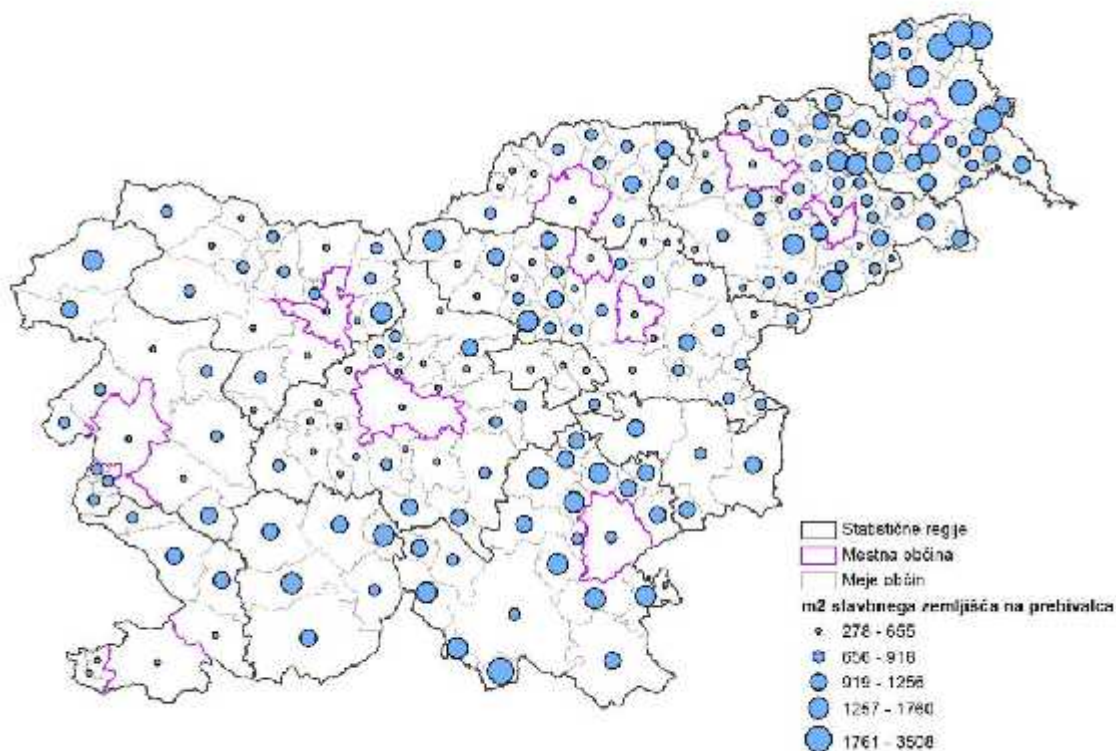 Statistične regije
Mestna občina
Meje občin
m2 stavbnega zemljišča na prebivalca
278 - 655
656 - 918
919 - 1256
1257 - 1760
1761 - 3508